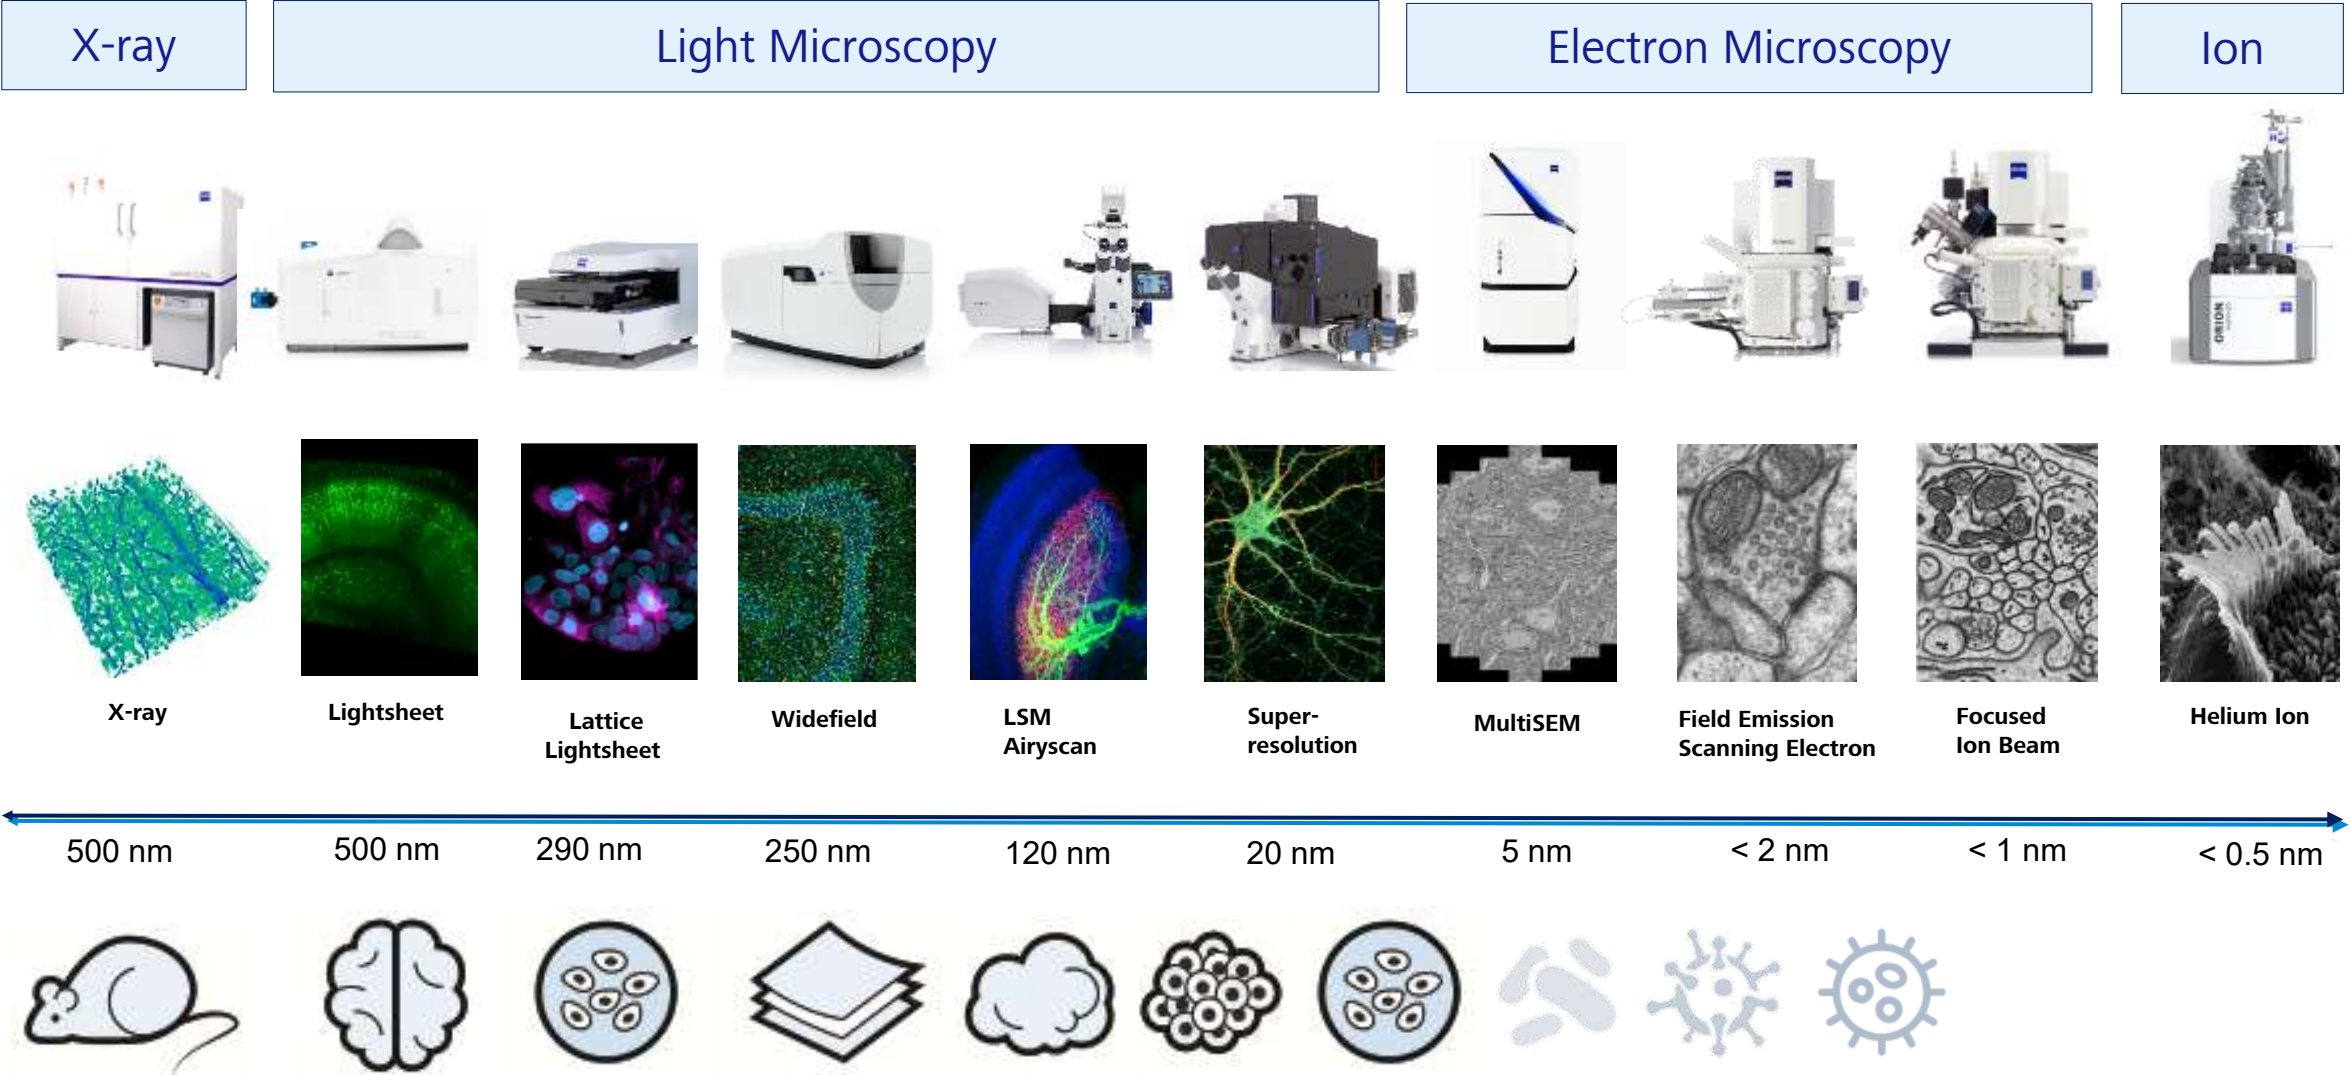 X-ray
Light Microscopy
Electron Microscopy
Ion
ORION
X-ray
Lightsheet
Lattice
Lightsheet
Widefield
LSM
Airyscan
Super-
resolution
MultiSEM
Field Emission
Scanning Electron
Focused
Ion Beam
Helium Ion
500 nm
500 nm
290 nm
250 nm
120 nm
20 nm
5 nm
< 2 nm
< 1 nm
< 0.5 nm